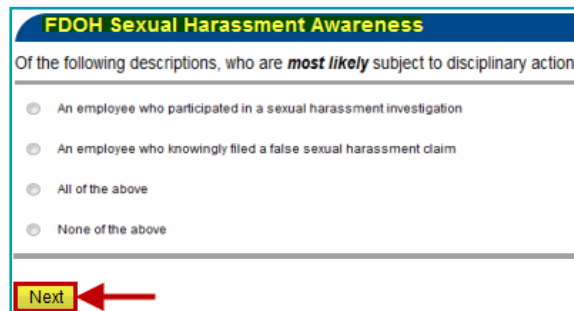 FDOH Sexual Harassment Awareness
Of the following descriptions, who are most likely subject to disciplinary action
An employee who participated in a sexual harassment investigation
An employee who knowingly filed a false sexual harassment claim
All of the above
None of the above
Next